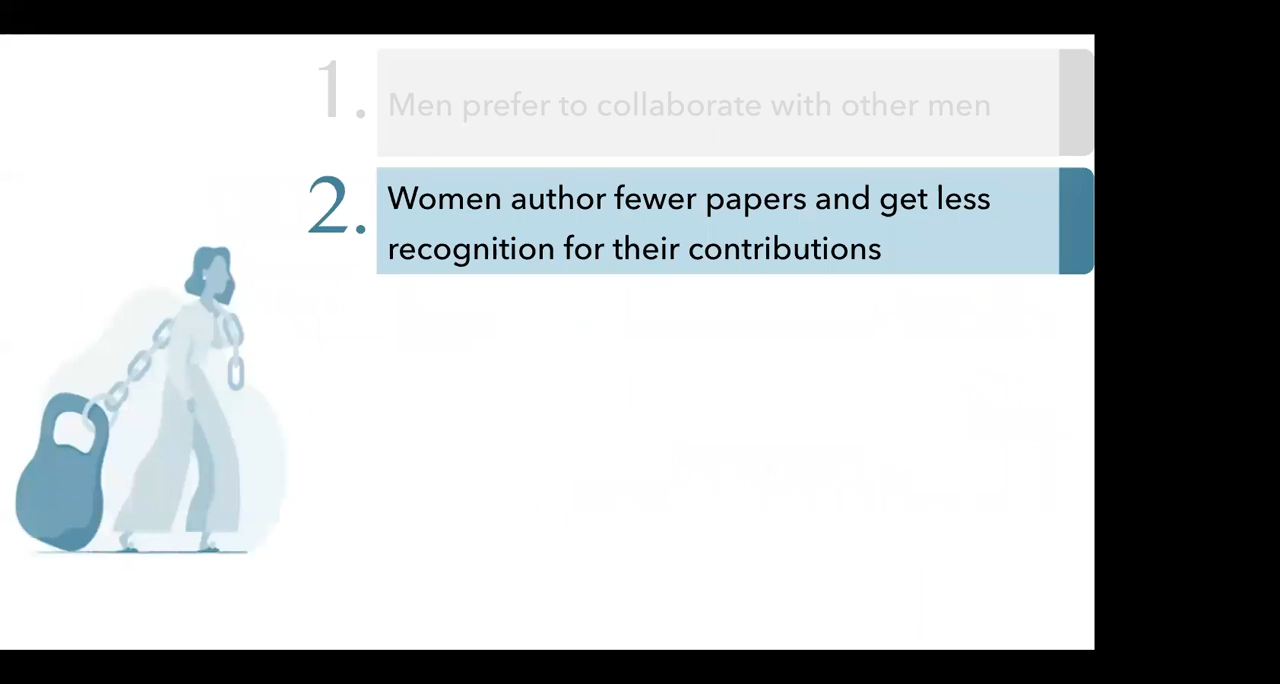 1. Men prefer to collaborate with other men
2. Women author fewer papers and get less
recognition for their contributions